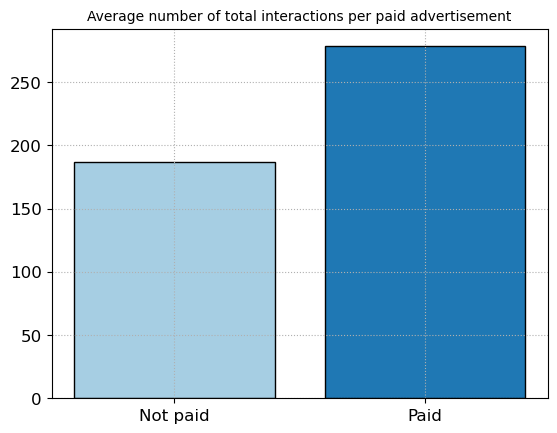 Average number of total interactions per paid advertisement
250
200
150
100
50
0
Not paid
Paid